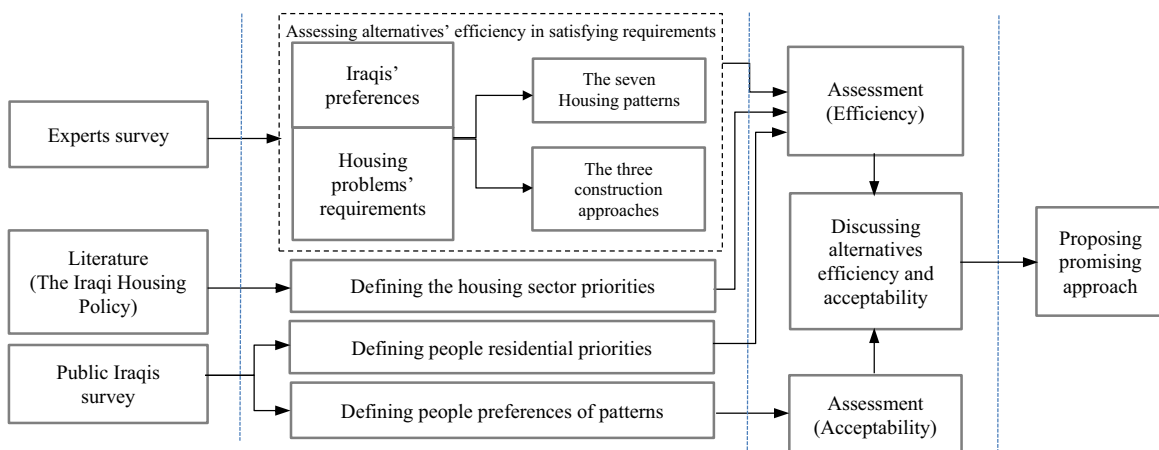 Assessing alternatives’ efficiency in satisfying requirements
Experts survey
Iraqis’
preferences
Housing
problems’
requirements
The seven
Housing patterns
The three
construction
approaches
Assessment
(Efficiency)
Literature
(The Iraqi Housing
Policy)
Defining the housing sector priorities
Discussing
alternatives
efficiency and
acceptability
Proposing
promising
approach
Public Iraqis
survey
Defining people residential priorities
Defining people preferences of patterns
Assessment
(Acceptability)